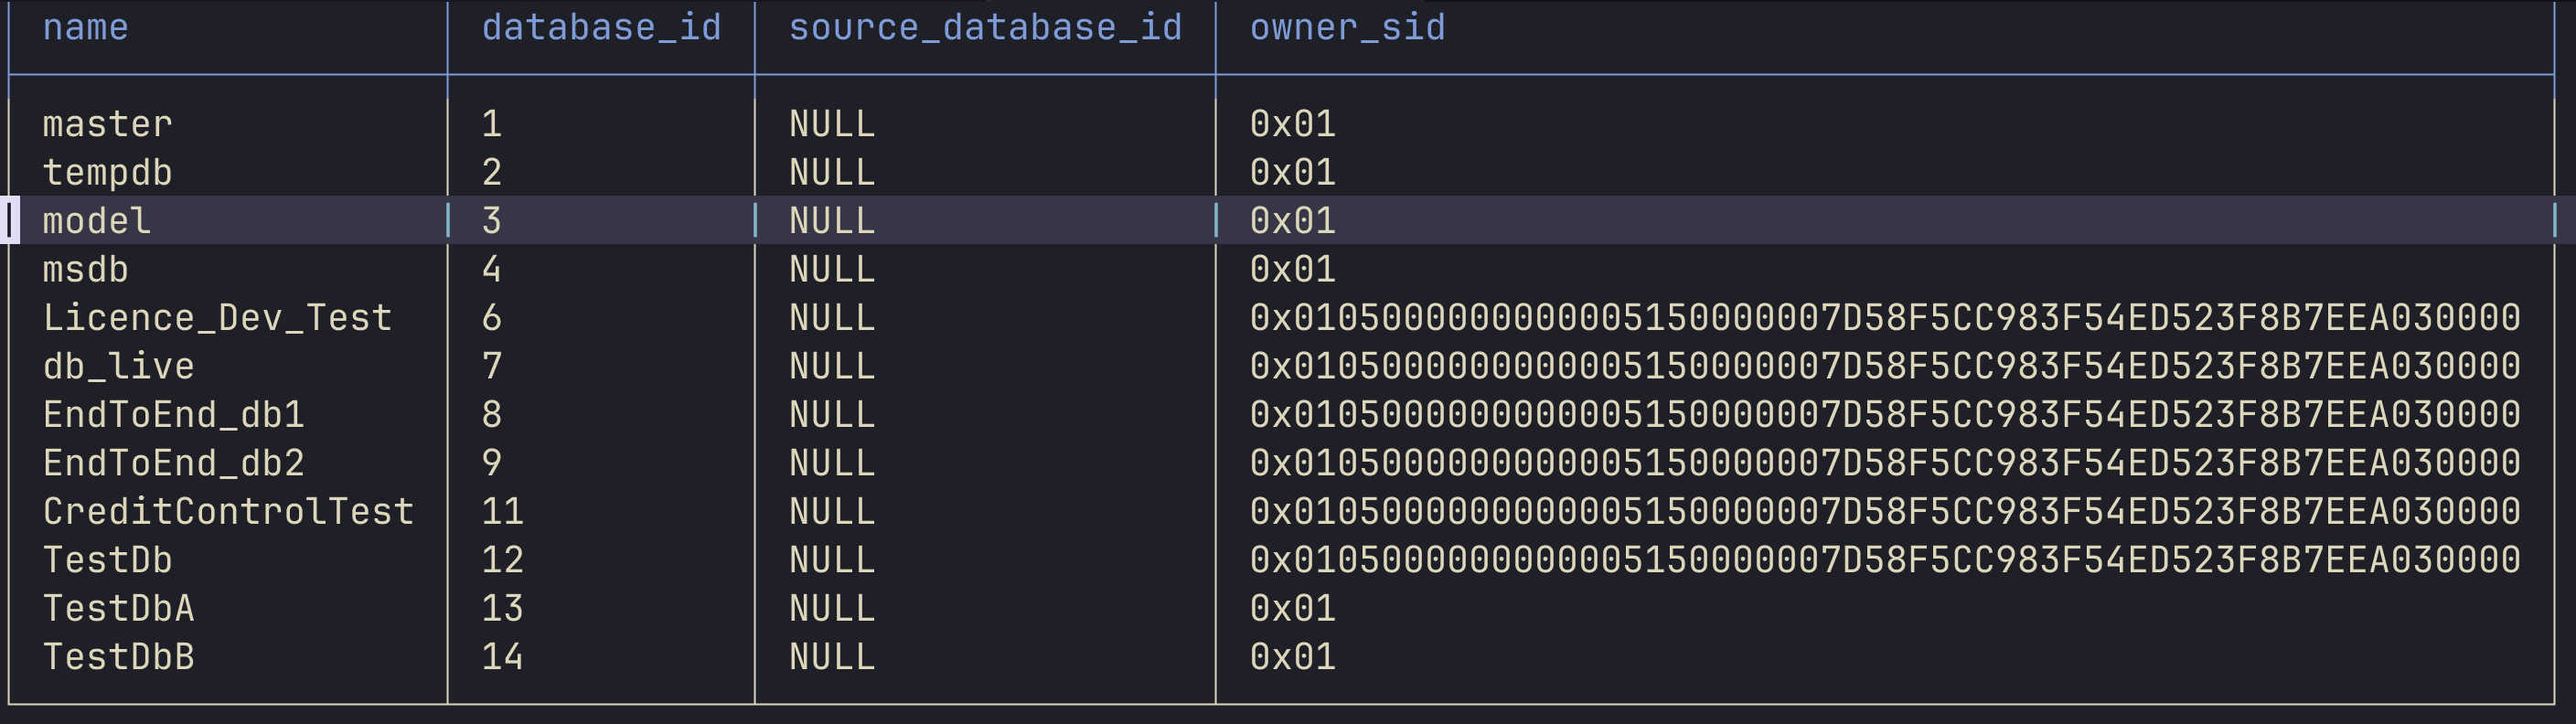 name database_id source_database_id owner_sid
master 1 NULL 0x01
tempdb 2 NULL 0x01
model 3 NULL 0x01
msdb 4 NULL 0x01
Licence_Dev_Test 6 NULL 0x0105000000000005150000007D58F5CC983F54ED523F8B7EEA030000
db_live 7 NULL 0x0105000000000005150000007D58F5CC983F54ED523F8B7EEA030000
EndToEnd_db1 8 NULL 0x0105000000000005150000007D58F5CC983F54ED523F8B7EEA030000
EndToEnd_db2 9 NULL 0x0105000000000005150000007D58F5CC983F54ED523F8B7EEA030000
CreditControlTest 11 NULL 0x0105000000000005150000007D58F5CC983F54ED523F8B7EEA030000
TestDb 12 NULL 0x0105000000000005150000007D58F5CC983F54ED523F8B7EEA030000
TestDbA 13 NULL 0x01
TestDbB 14 NULL 0x01